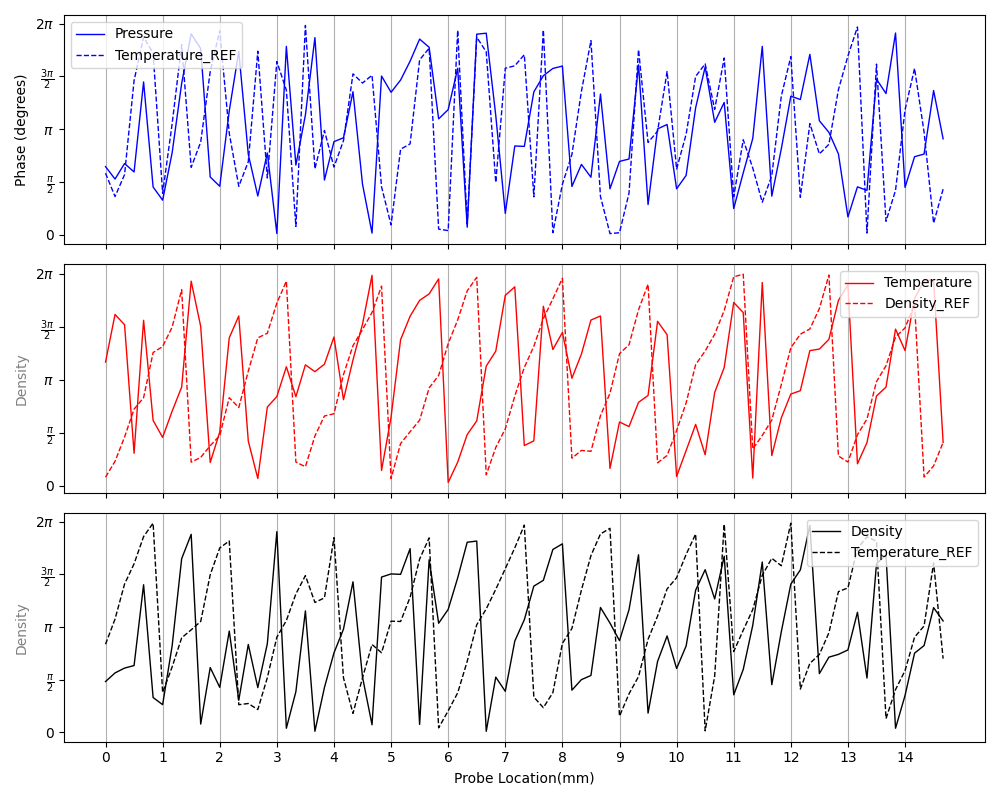 2π
3π/2
π
π/2
0
Phase (degrees)
Pressure
Temperature_REF
2π
3π/2
π
π/2
0
Density
Temperature
Density_REF
2π
3π/2
π
π/2
0
Density
Density
Temperature_REF
0 1 2 3 4 5 6 7 8 9 10 11 12 13 14
Probe Location(mm)